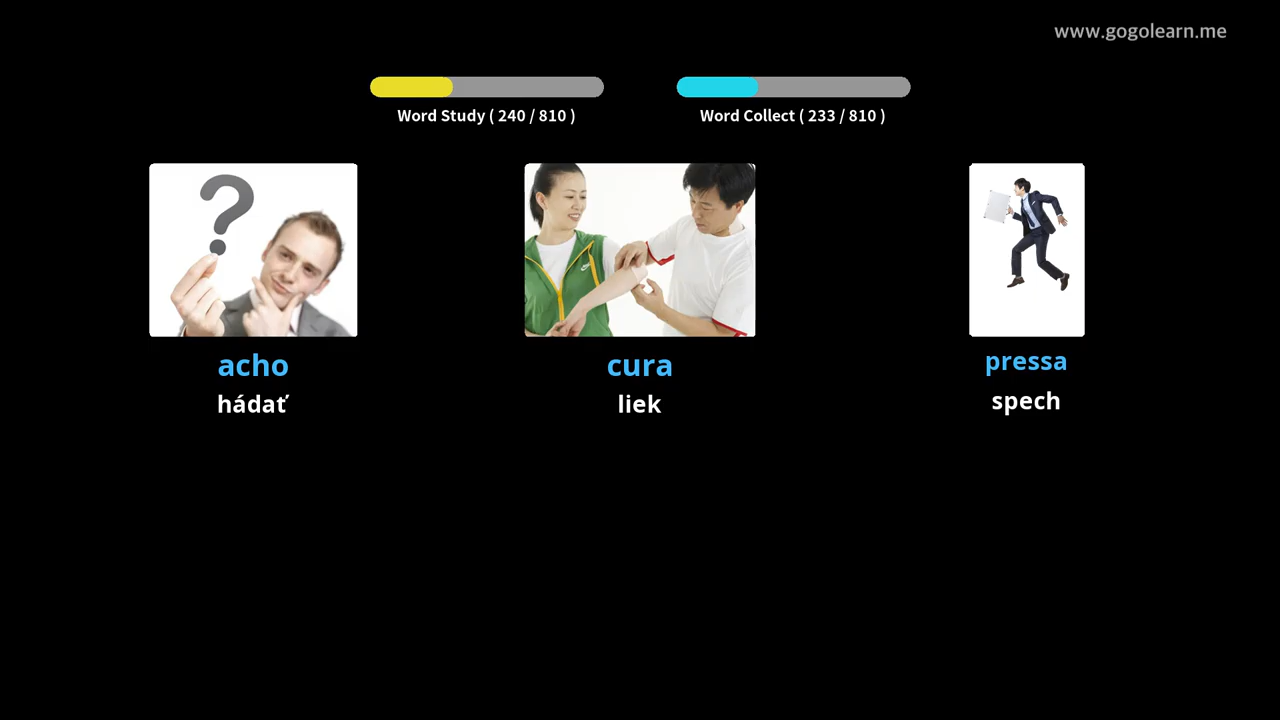 www.gogolearn.me
Word Study ( 240 / 810 )
Word Collect ( 233 / 810 )
acho
hádať
cura
liek
pressa
spech